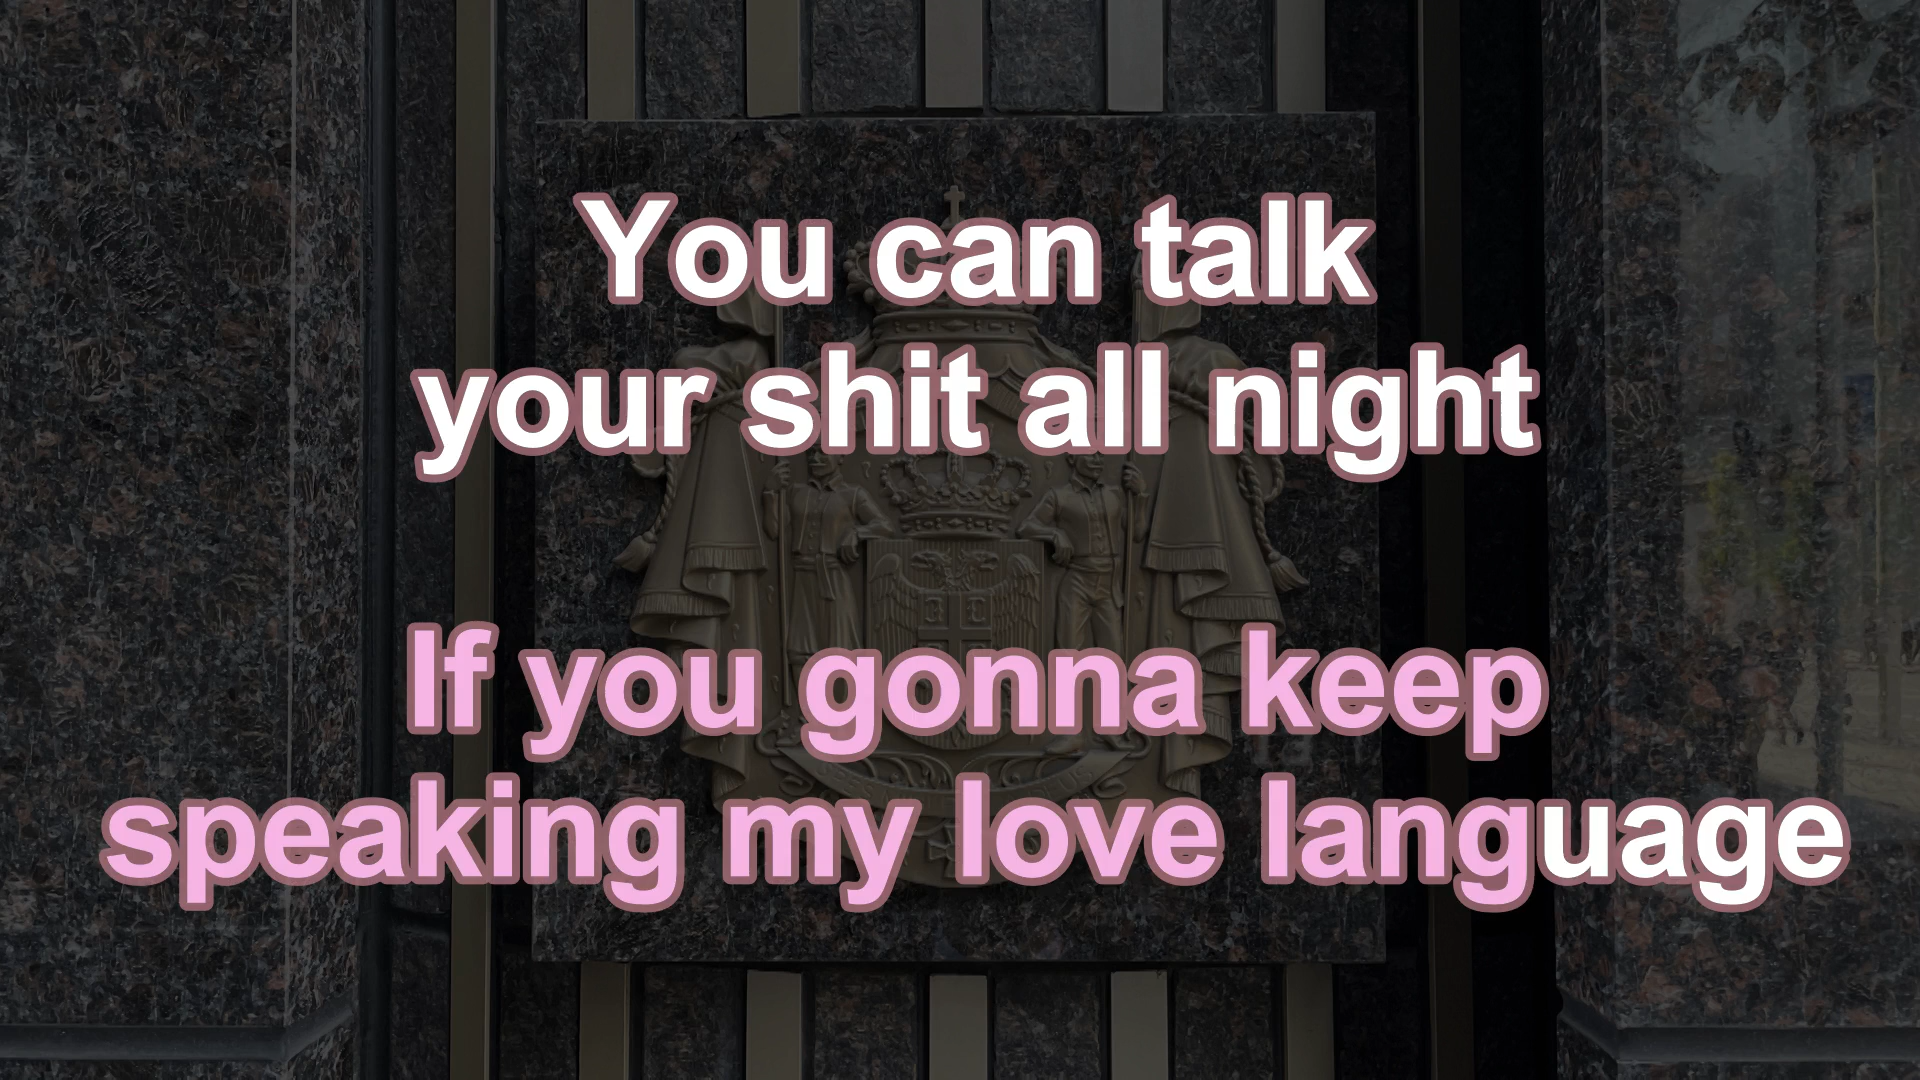 You can talk
your shit all night
If you gonna keep
speaking my love language